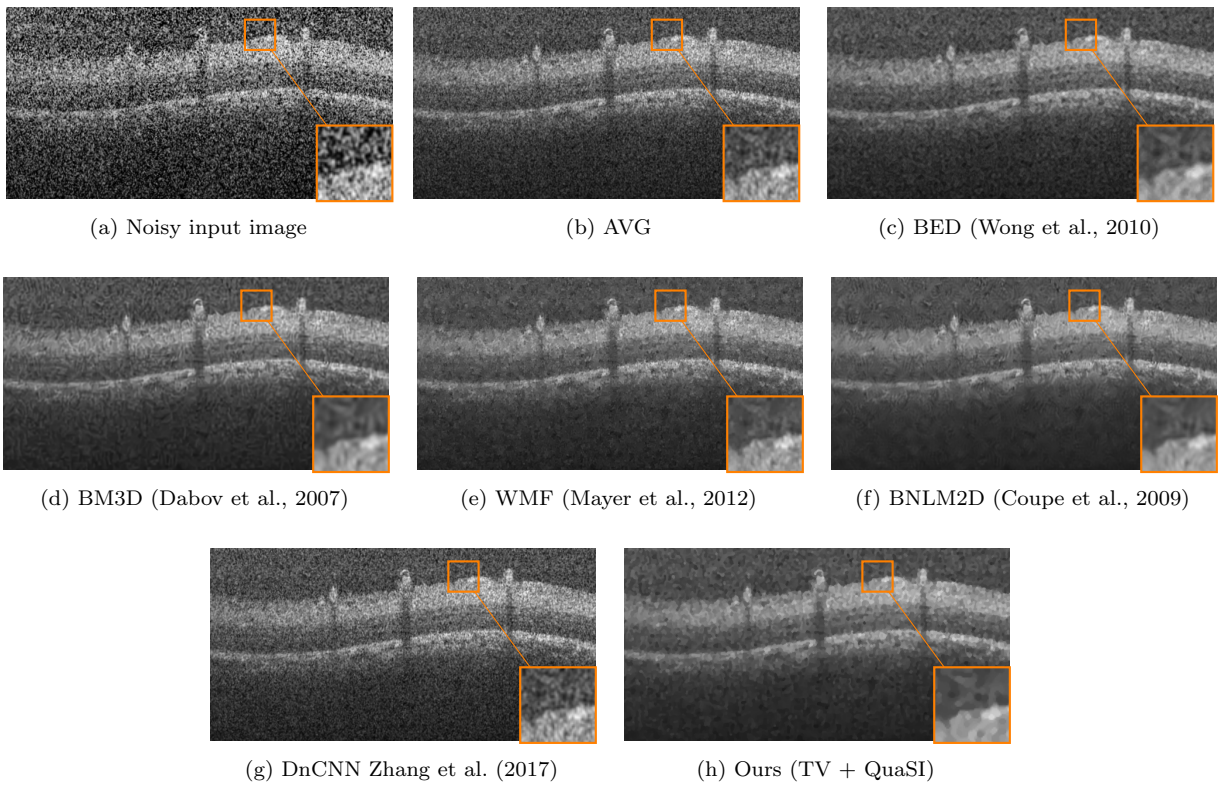 (a) Noisy input image
(b) AVG
(c) BED (Wong et al., 2010)
(d) BM3D (Dabov et al., 2007)
(e) WMF (Mayer et al., 2012)
(f) BNLM2D (Coupe et al., 2009)
(g) DnCNN Zhang et al. (2017)
(h) Ours (TV + QuaSI)